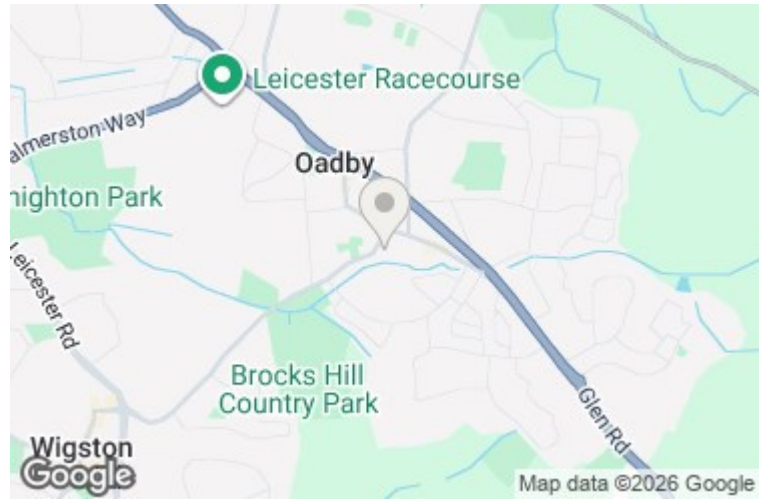 Leicester Racecourse
almerston Way
Oadby
nighton Park
Leicester Rd
Brocks Hill
Country Park
Glen Rd
Wigston
Google
Map data ©2026 Google